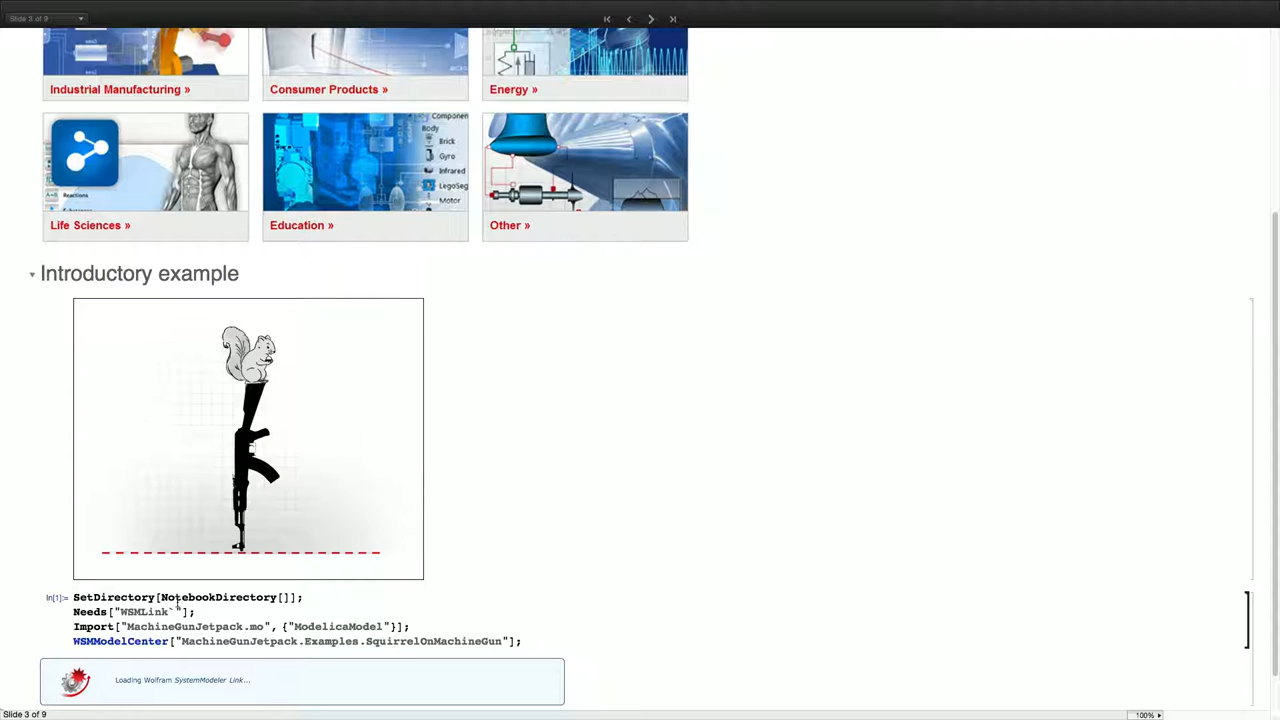 Slide 3 of 9
Industrial Manufacturing »
Consumer Products »
Energy »
Component
Body
Brick
Gyro
Infrared
LegoSeg
Motor
Reactions
Life Sciences »
Education »
Other »
Introductory example
In[1]:= SetDirectory[NotebookDirectory[]];
Needs["WSMLink`"];
Import["MachineGunJetpack.mo", {"ModelicaModel"}];
WSMModelCenter["MachineGunJetpack.Examples.SquirrelOnMachineGun"];
Loading Wolfram SystemModeler Link...
Slide 3 of 9
100%